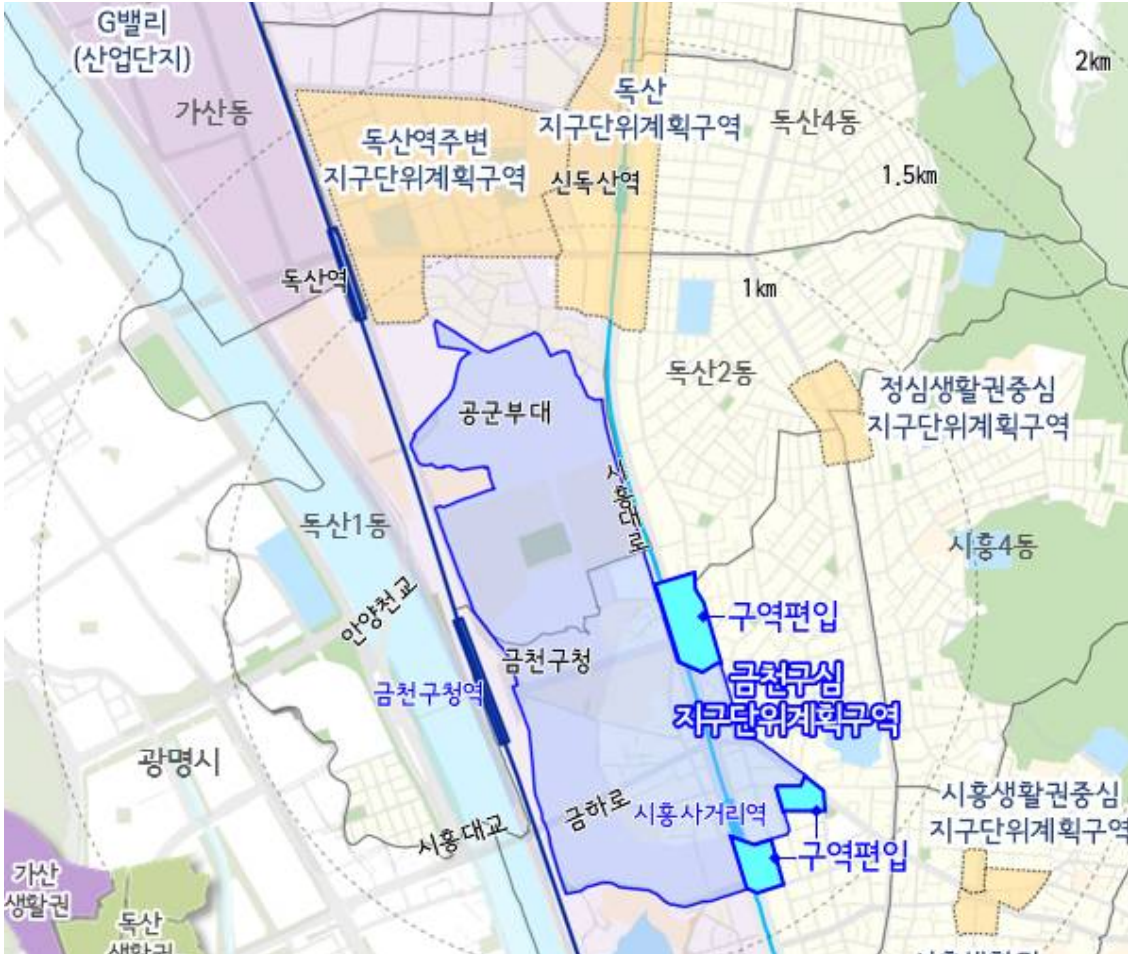 G밸리
(산업단지)
2km
독산
지구단위계획구역
가산동
독산4동
독산역주변
지구단위계획구역
신독산역
1.5km
독산역
1km
독산2동
정심생활권중심
지구단위계획구역
공군부대
시흥대로
독산1동
시흥4동
안양천교
구역편입
금천구청
금천구심
지구단위계획구역
금천구청역
광명시
시흥생활권중심
지구단위계획구역
금하로
시흥사거리역
시흥대교
구역편입
가산
생활권
독산
생활권